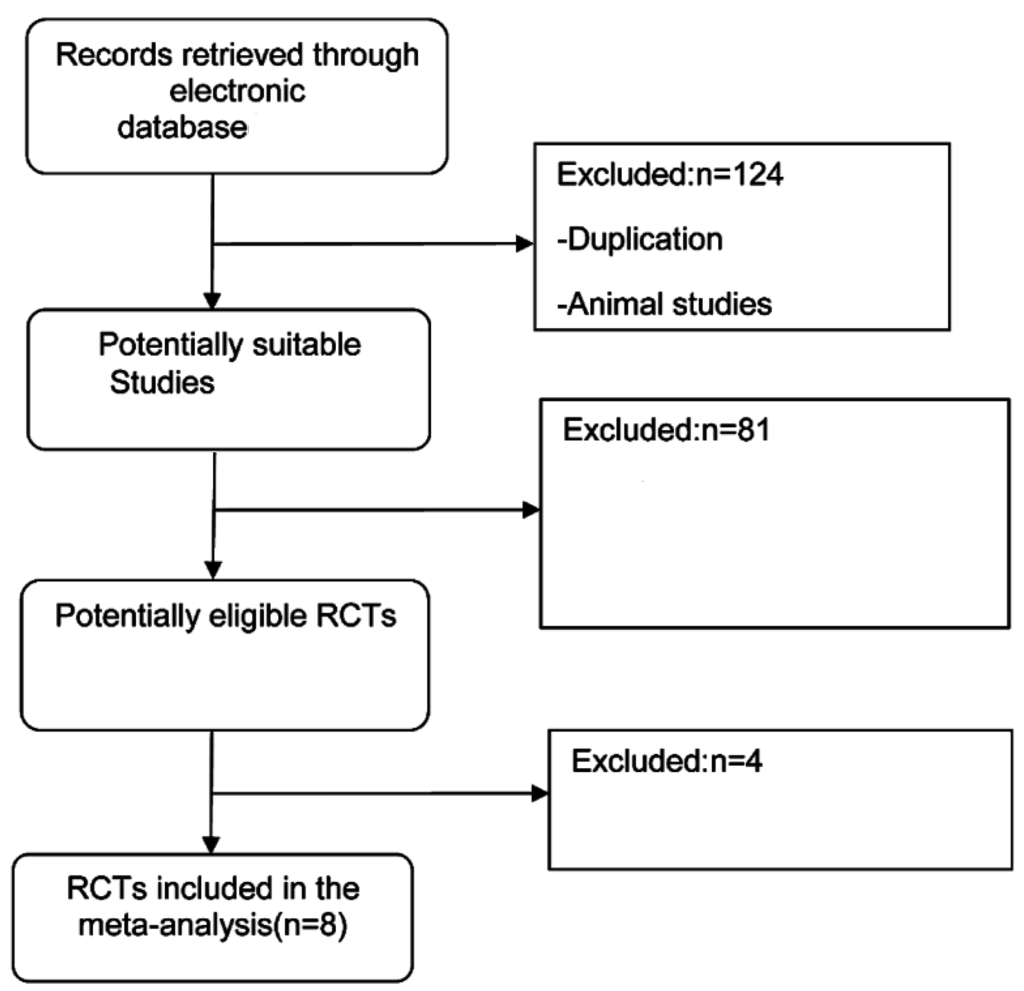 Records retrieved through
electronic
database
Excluded:n=124
-Duplication
-Animal studies
Potentially suitable
Studies
Excluded:n=81
Potentially eligible RCTs
Excluded:n=4
RCTs included in the
meta-analysis(n=8)